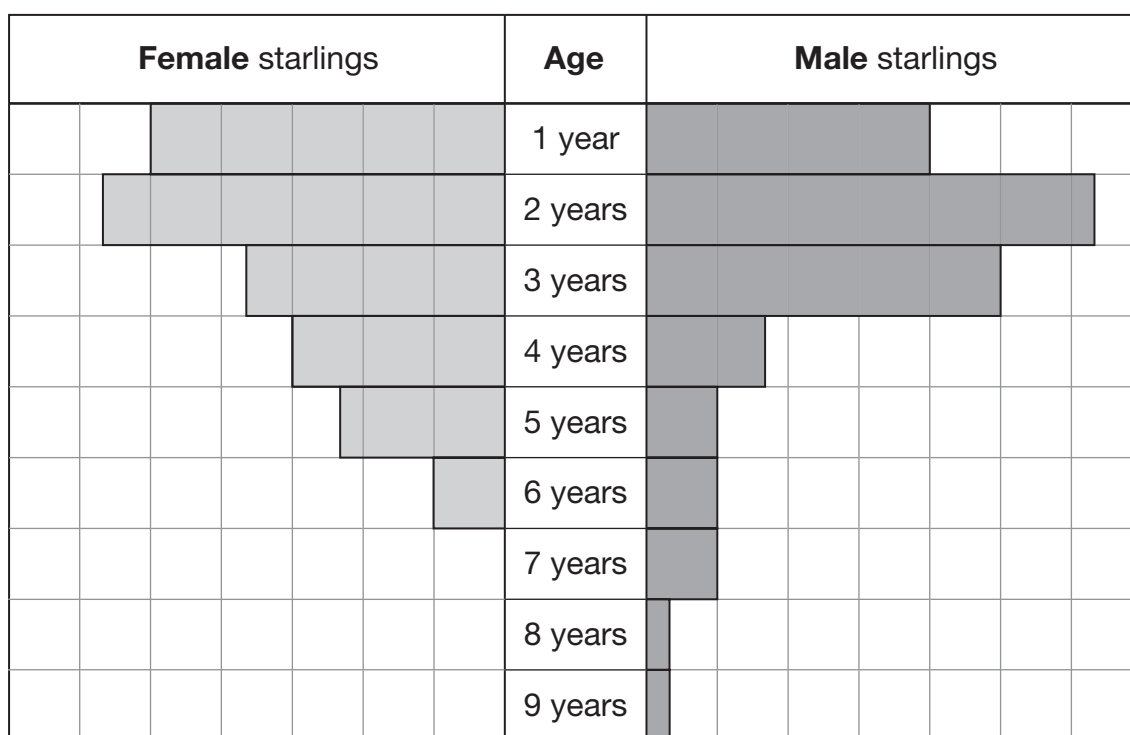 Female starlings Age Male starlings
1 year
2 years
3 years
4 years
5 years
6 years
7 years
8 years
9 years